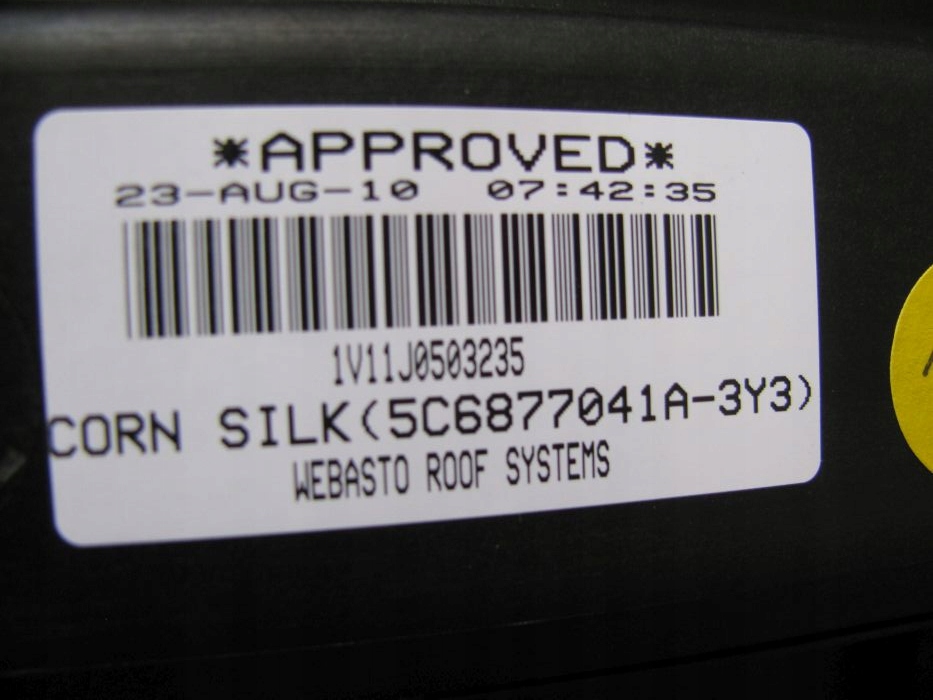 *APPROVED*
23-AUG-10 07:42:35
1V11J0503235
CORN SILK(5C6877041A-3Y3)
WEBASTO ROOF SYSTEMS